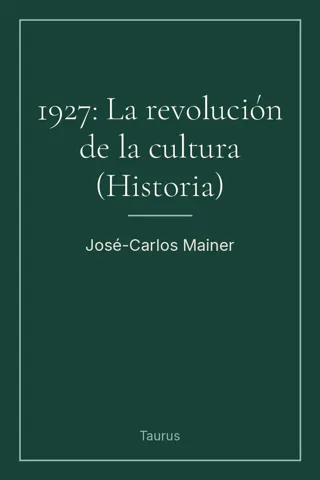 1927: La revolución
de la cultura
(Historia)
José-Carlos Mainer
Taurus